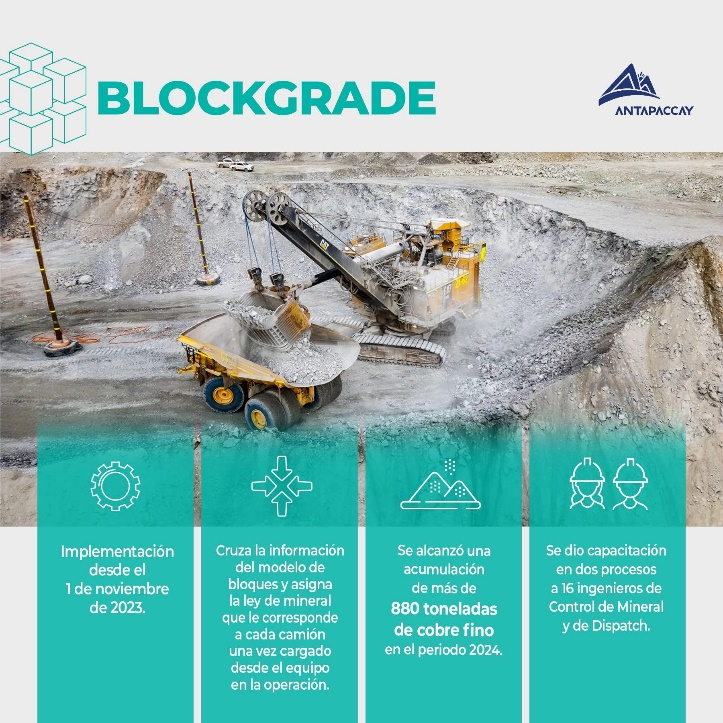 BLOCKGRADE
ANTAPACCAY
CAT
Implementación
desde el
1 de noviembre
de 2023.
Cruza la información
del modelo de
bloques y asigna
la ley de mineral
que le corresponde
a cada camión
una vez cargado
desde el equipo
en la operación.
Se alcanzó una
acumulación
de más de
880 toneladas
de cobre fino
en el periodo 2024.
Se dio capacitación
en dos procesos
a 16 ingenieros de
Control de Mineral
y de Dispatch.